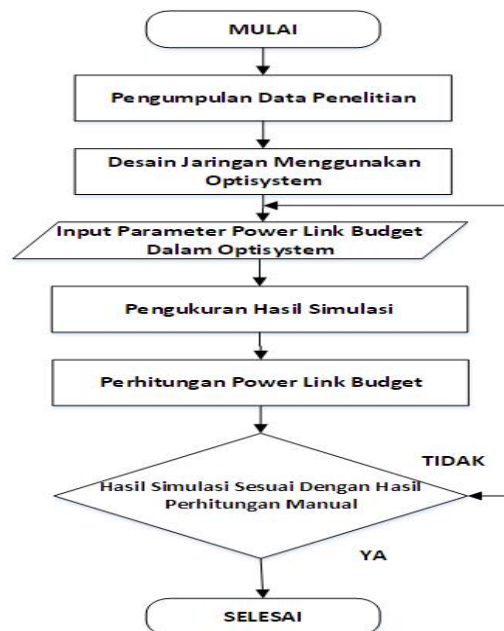 MULAI
Pengumpulan Data Penelitian
Desain Jaringan Menggunakan
Optisystem
Input Parameter Power Link Budget
Dalam Optisystem
Pengukuran Hasil Simulasi
Perhitungan Power Link Budget
TIDAK
Hasil Simulasi Sesuai Dengan Hasil
Perhitungan Manual
YA
SELESAI